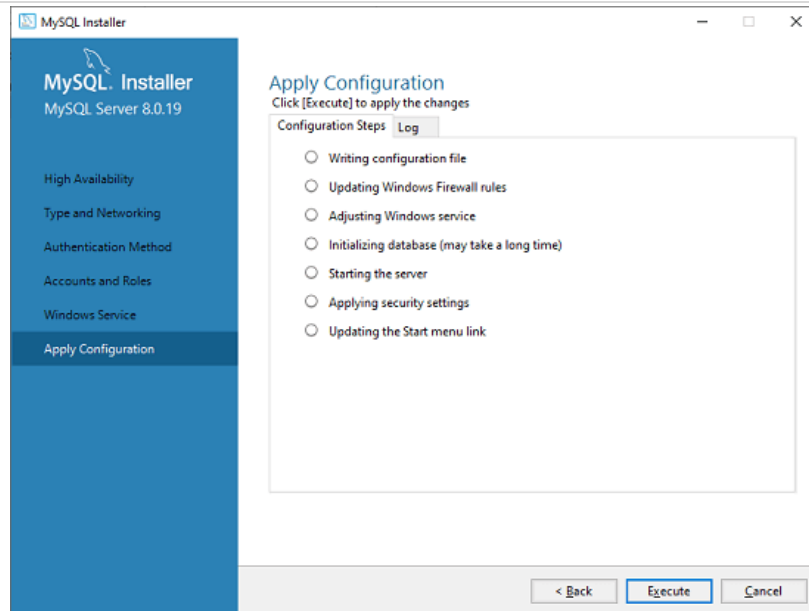 MySQL Installer
MySQL. Installer
MySQL Server 8.0.19
High Availability
Type and Networking
Authentication Method
Accounts and Roles
Windows Service
Apply Configuration
Apply Configuration
Click [Execute] to apply the changes
Configuration Steps Log
Writing configuration file
Updating Windows Firewall rules
Adjusting Windows service
Initializing database (may take a long time)
Starting the server
Applying security settings
Updating the Start menu link
< Back Execute Cancel